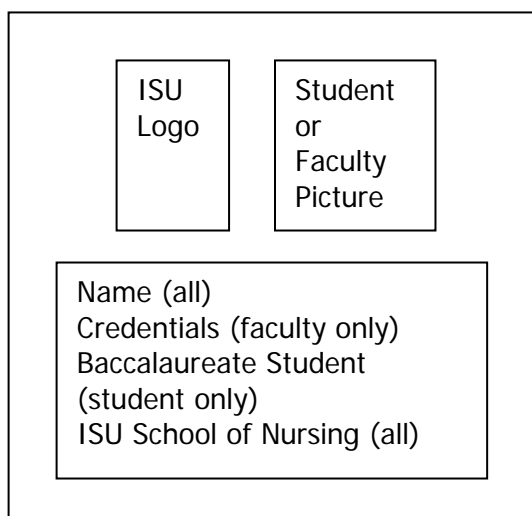 ISU
Logo
Student
or
Faculty
Picture
Name (all)
Credentials (faculty only)
Baccalaureate Student
(student only)
ISU School of Nursing (all)